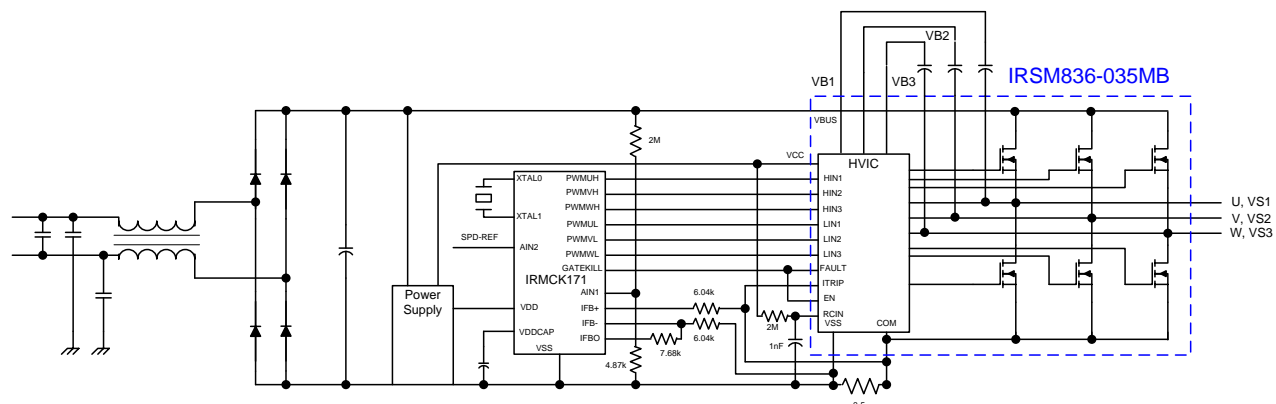 VB2
IRSM836-035MB
VB1
VB3
VBUS
2M
VCC
HVIC
XTAL0
PWMUH
HIN1
PWMVH
HIN2
XTAL1
PWMWH
HIN3
U, VS1
PWMUL
LIN1
V, VS2
SPD-REF
AIN2
PWMVL
LIN2
W, VS3
PWMWL
LIN3
GATEKILL
FAULT
IRMCK171
ITRIP
Power
Supply
AIN1
6.04k
EN
VDD
IFB+
RCIN
2M
VSS
COM
VDDCAP
IFB-
6.04k
IFBO
7.68k
1nF
VSS
4.87k